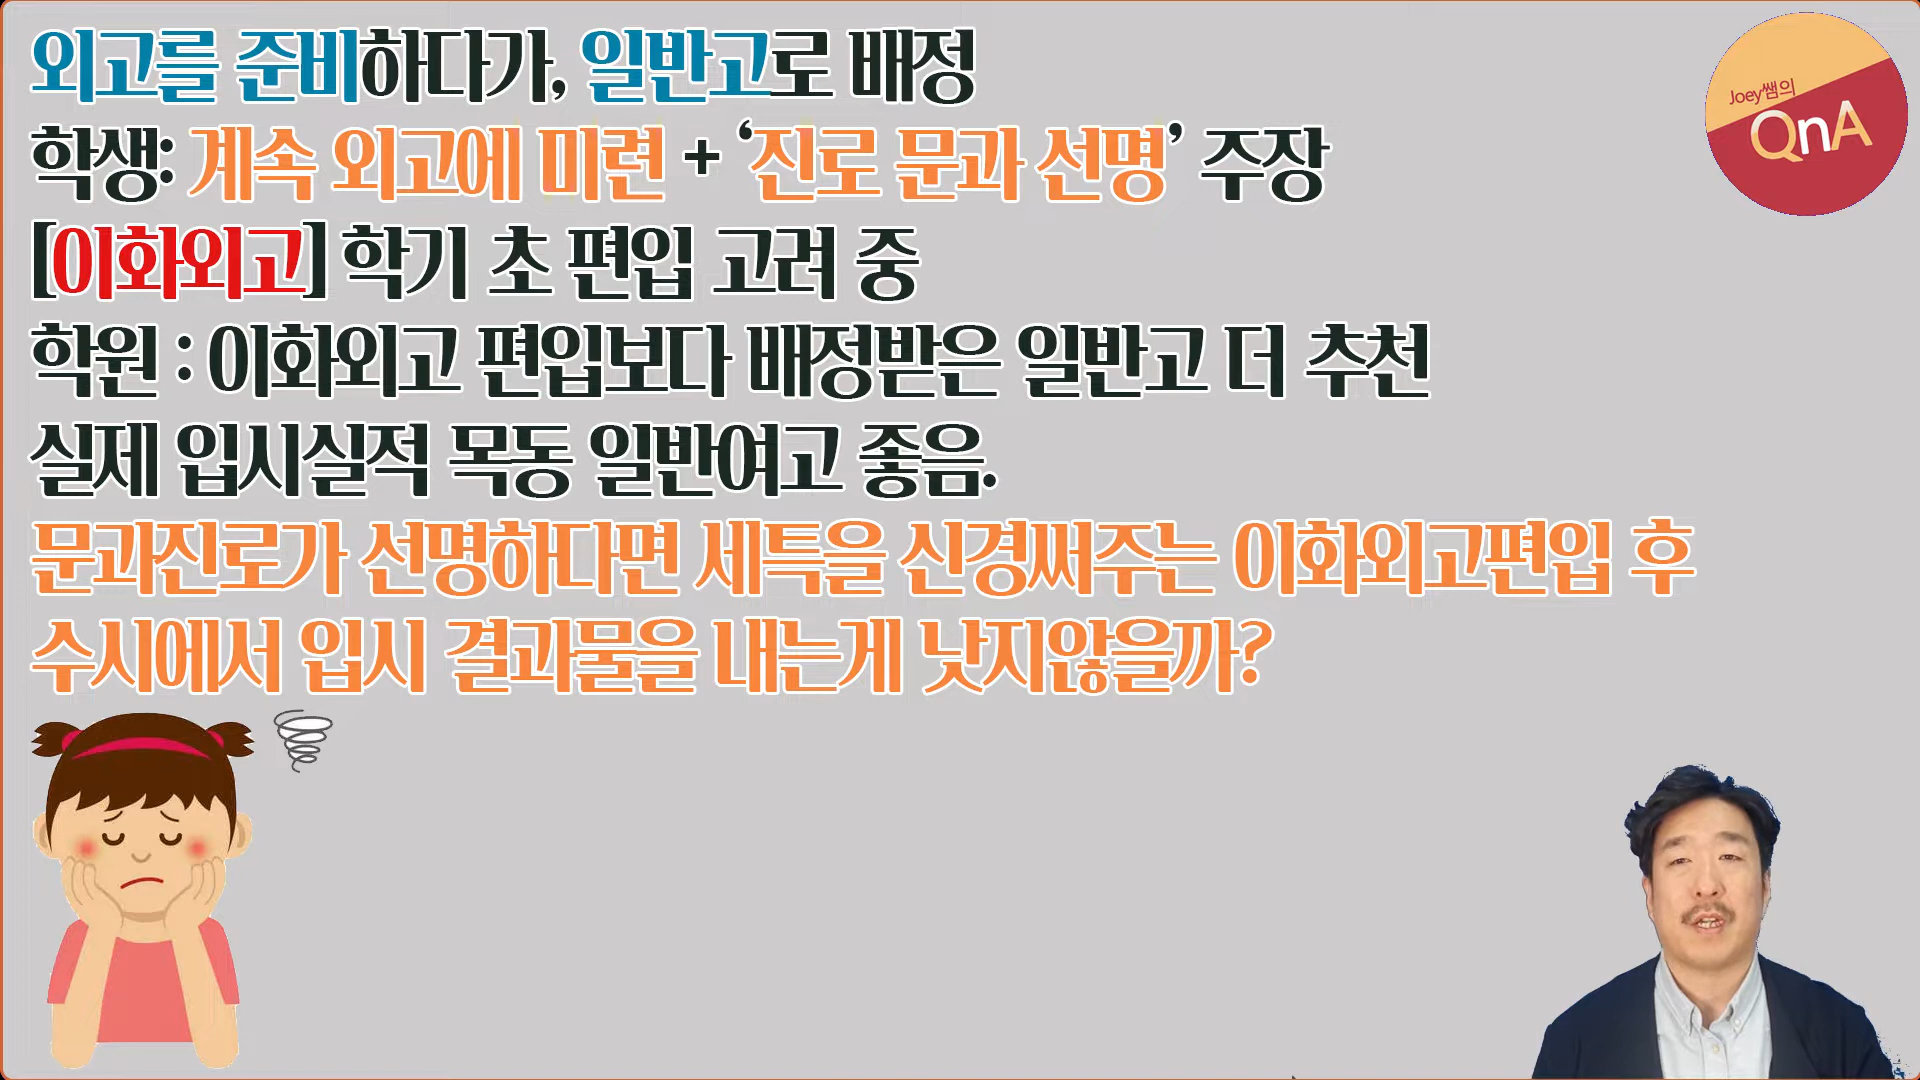 외고를 준비하다가, 일반고로 배정
학생: 계속 외고에 미련 + ‘진로 문과 선명’ 주장
[이화외고] 학기 초 편입 고려 중
학원 : 이화외고 편입보다 배정받은 일반고 더 추천
실제 입시실적 목동 일반여고 좋음.
문과진로가 선명하다면 세특을 신경써주는 이화외고편입 후
수시에서 입시 결과물을 내는게 낫지않을까?
Joey쌤의
QnA